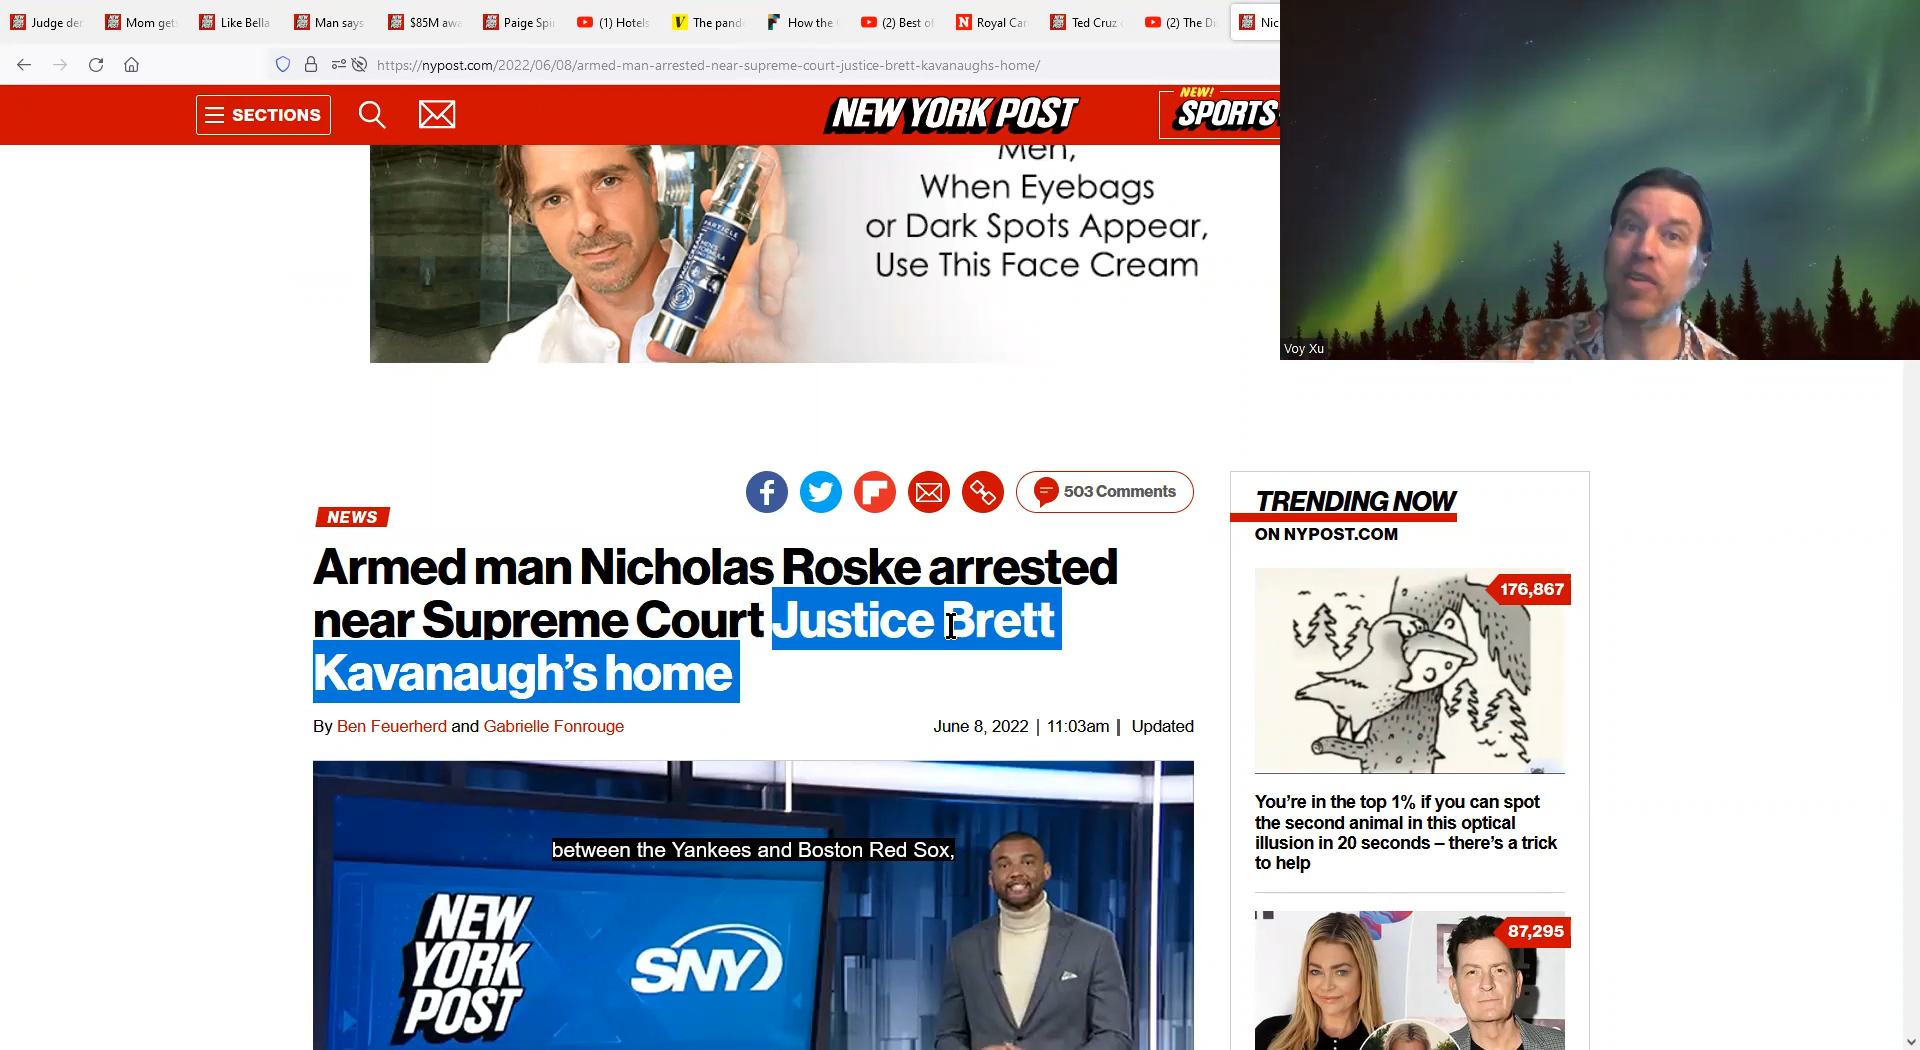 Judge der
Mom get
Like Bella
Man says
$85M awa
Paige Spi
(1) Hotels
The pand
How the
(2) Best of
Royal Car
Ted Cruz
(2) The D
Nic
https://nypost.com/2022/06/08/armed-man-arrested-near-supreme-court-justice-brett-kavanaughs-home/
SECTIONS
NEW YORK POST
NEW!
SPORTS
Men,
When Eyebags
or Dark Spots Appear,
Use This Face Cream
PARTICLE
Voy Xu
503 Comments
NEWS
Armed man Nicholas Roske arrested
near Supreme Court Justice Brett
Kavanaugh's home
By Ben Feuerherd and Gabrielle Fonrouge
June 8, 2022 | 11:03am | Updated
between the Yankees and Boston Red Sox,
NEW
YORK
POST
SNY
TRENDING NOW
ON NYPOST.COM
176,867
You're in the top 1% if you can spot
the second animal in this optical
illusion in 20 seconds – there's a trick
to help
87,295